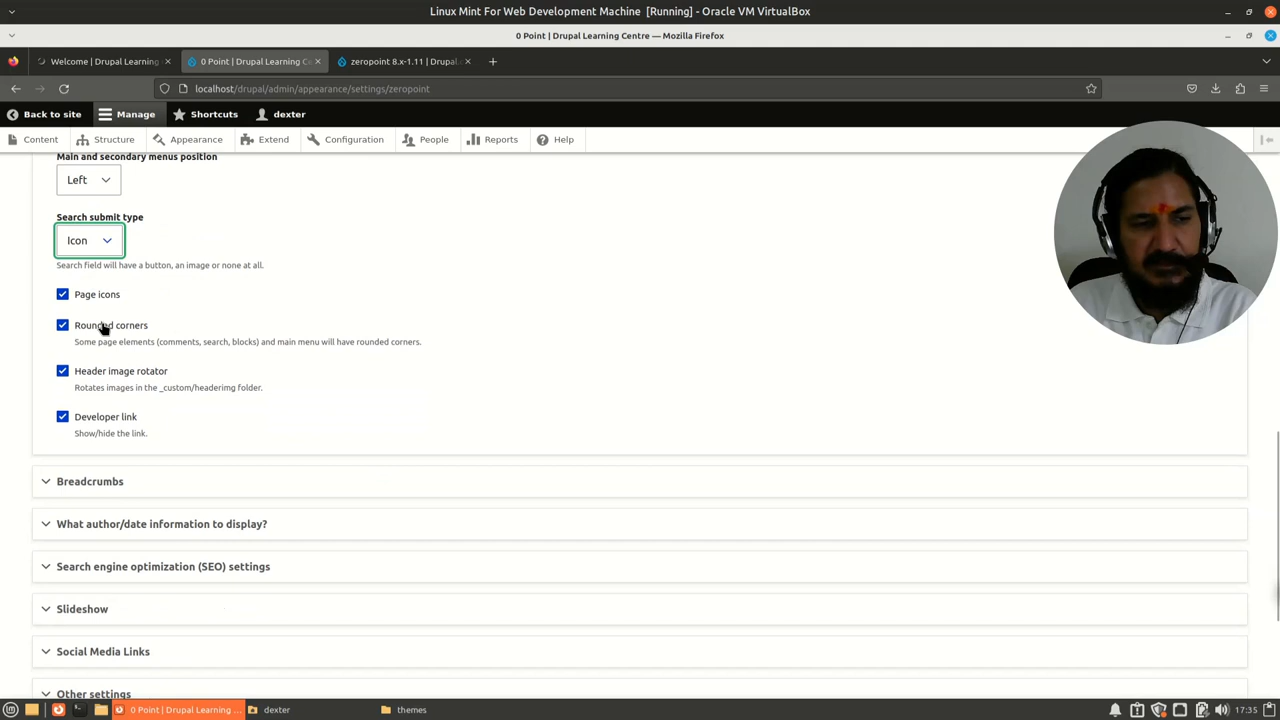 Linux Mint For Web Development Machine [Running] - Oracle VM VirtualBox
0 Point | Drupal Learning Centre — Mozilla Firefox
Welcome | Drupal Learning
0 Point | Drupal Learning Ce
zeropoint 8.x-1.11 | Drupal.c
localhost/drupal/admin/appearance/settings/zeropoint
Back to site
Manage
Shortcuts
dexter
Content
Structure
Appearance
Extend
Configuration
People
Reports
Help
Main and secondary menus position
Left
Search submit type
Icon
Search field will have a button, an image or none at all.
Page icons
Rounded corners
Some page elements (comments, search, blocks) and main menu will have rounded corners.
Header image rotator
Rotates images in the _custom/headerimg folder.
Developer link
Show/hide the link.
Breadcrumbs
What author/date information to display?
Search engine optimization (SEO) settings
Slideshow
Social Media Links
Other settings
0 Point | Drupal Learning ...
dexter
themes
17:35